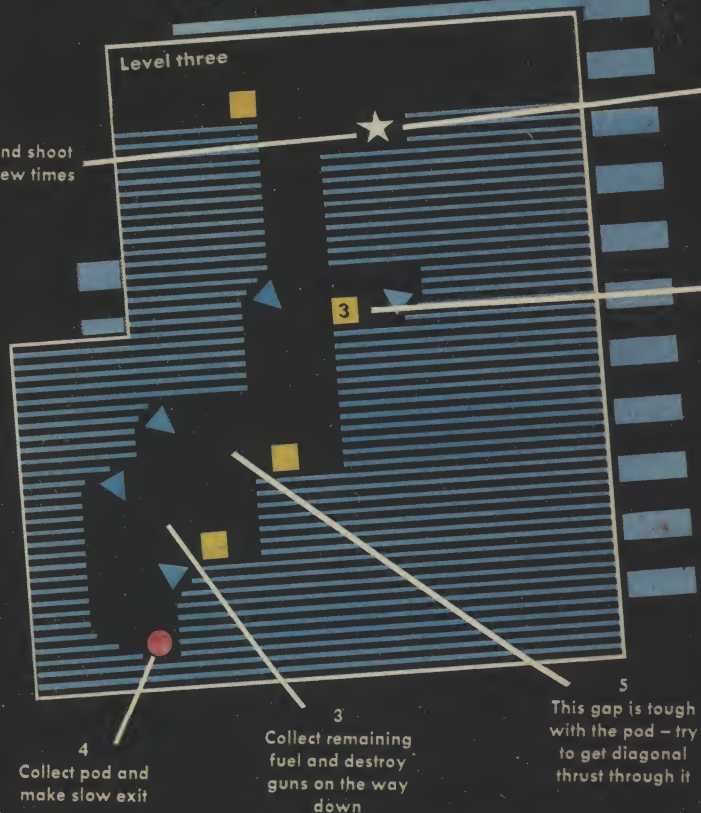 Level three
nd shoot
ew times
3
3
Collect remaining
fuel and destroy
guns on the way
down
4
Collect pod and
make slow exit
5
This gap is tough
with the pod – try
to get diagonal
thrust through it